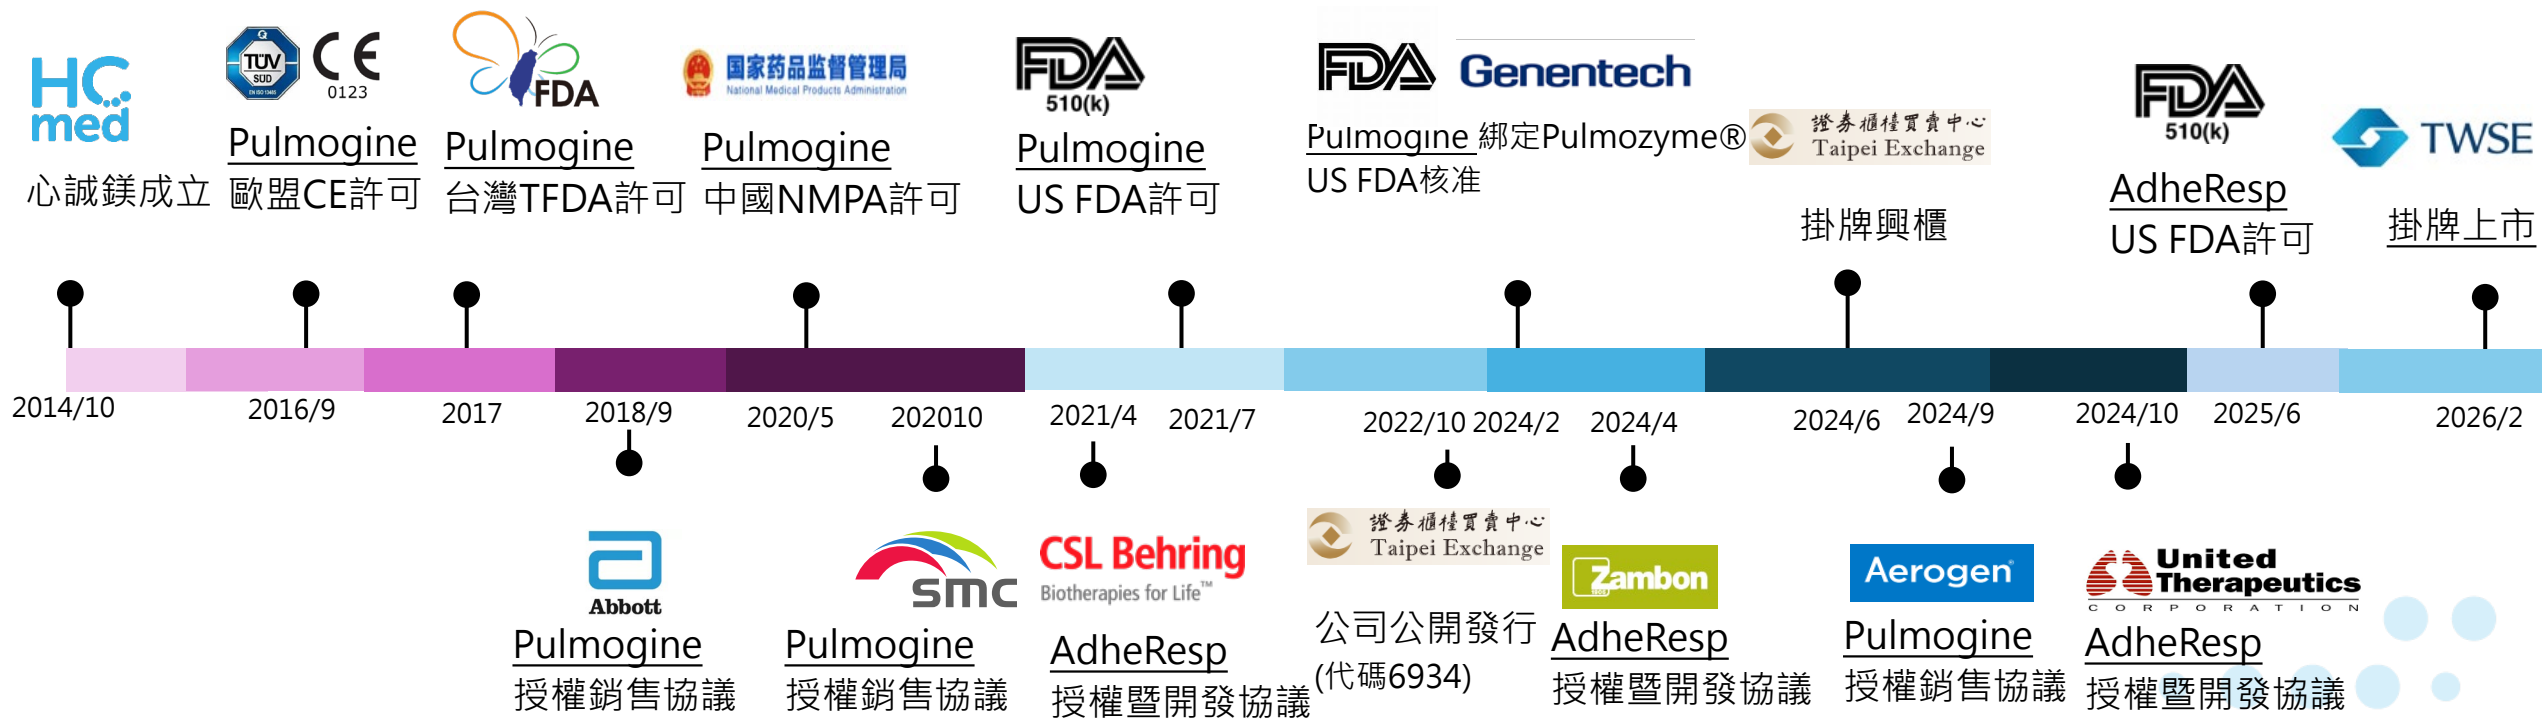 HC
med
心誠鎂成立
TÜV
SÜD
EN ISO 13485
CE
0123
Pulmogine
歐盟CE許可
FDA
Pulmogine
台灣TFDA許可
国家药品监督管理局
National Medical Products Administration
Pulmogine
中國NMPA許可
FDA
510(k)
Pulmogine
US FDA許可
FDA
Genentech
Pulmogine 綁定Pulmozyme®
US FDA核准
證券櫃檯買賣中心
Taipei Exchange
掛牌興櫃
FDA
510(k)
AdheResp
US FDA許可
TWSE
掛牌上市
2014/10
2016/9
2017
2018/9
2020/5
202010
2021/4
2021/7
2022/10
2024/2
2024/4
2024/6
2024/9
2024/10
2025/6
2026/2
Abbott
Pulmogine
授權銷售協議
smc
Pulmogine
授權銷售協議
CSL Behring
Biotherapies for Life™
AdheResp
授權暨開發協議
證券櫃檯買賣中心
Taipei Exchange
公司公開發行
(代碼6934)
Zambon
AdheResp
授權暨開發協議
Aerogen
Pulmogine
授權銷售協議
United
Therapeutics
CORPORATION
AdheResp
授權暨開發協議